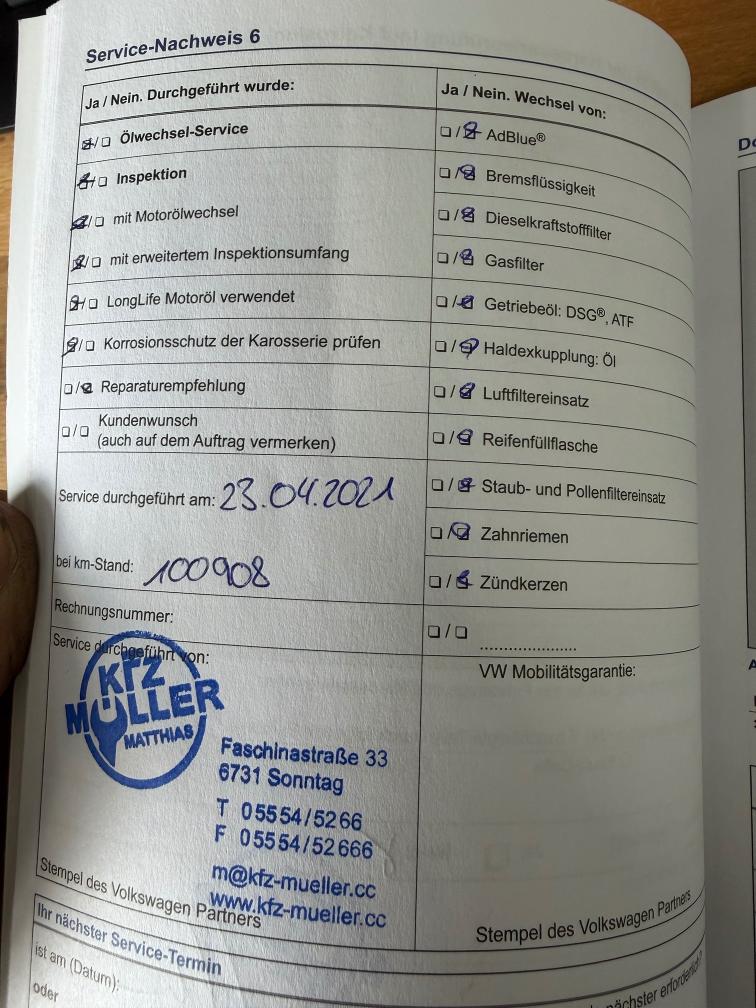 Service-Nachweis 6
Ja / Nein. Durchgeführt wurde:
Ölwechsel-Service
Inspektion
mit Motorölwechsel
mit erweitertem Inspektionsumfang
LongLife Motoröl verwendet
Korrosionsschutz der Karosserie prüfen
Reparaturempfehlung
Kundenwunsch
(auch auf dem Auftrag vermerken)
Service durchgeführt am: 23.04.2021
bei km-Stand: 100908
Rechnungsnummer:
Service durchgeführt von:
Kfz
MÜLLER
MATTHIAS
Faschinastraße 33
6731 Sonntag
T 05554/5266
F 05554/52666
m@kfz-mueller.cc
www.kfz-mueller.cc
Stempel des Volkswagen Partners
Ja / Nein. Wechsel von:
AdBlue®
Bremsflüssigkeit
Dieselkraftstofffilter
Gasfilter
Getriebeöl: DSG®, ATF
Haldexkupplung: Öl
Luftfiltereinsatz
Reifenfüllflasche
Staub- und Pollenfiltereinsatz
Zahnriemen
Zündkerzen
....................
VW Mobilitätsgarantie:
Stempel des Volkswagen Partners
Ihr nächster Service-Termin
ist am (Datum):
oder
nächster erforderlich?